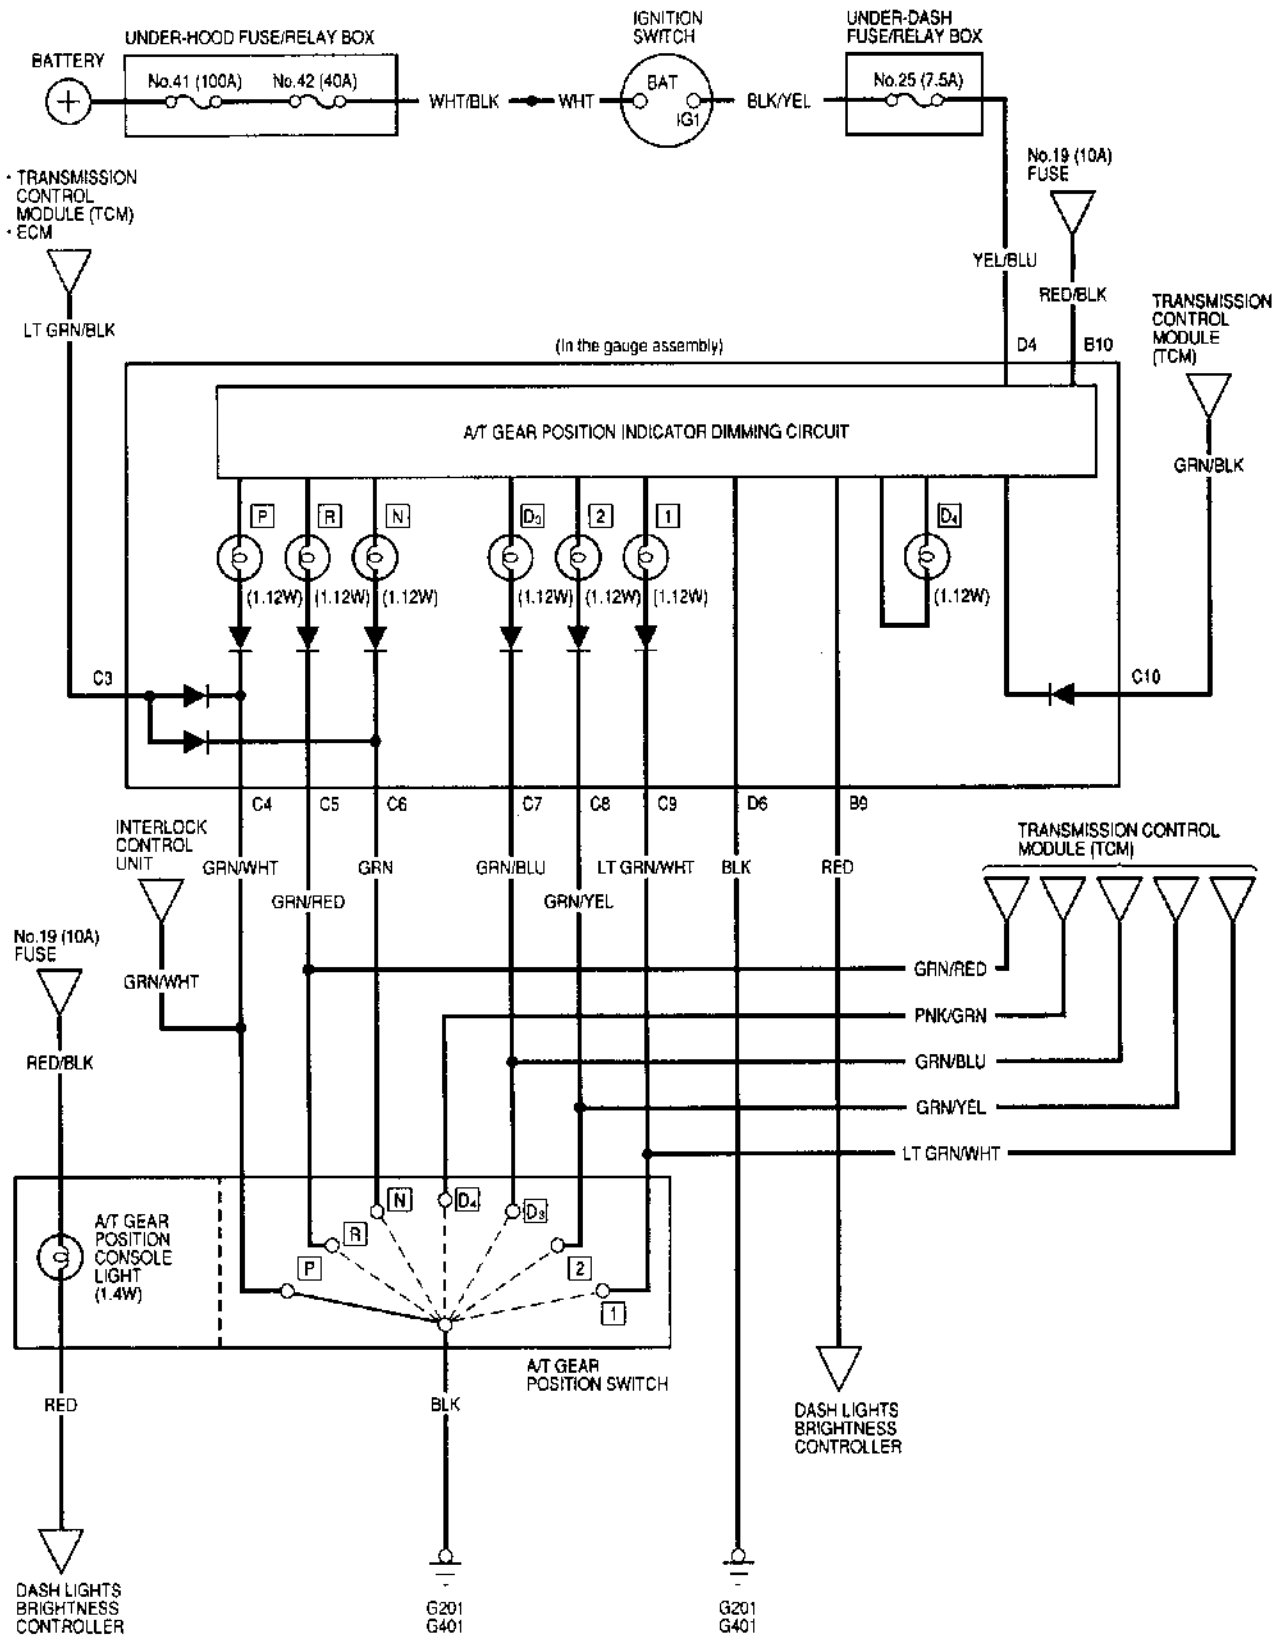 IGNITION
SWITCH
UNDER-DASH
FUSE/RELAY BOX
UNDER-HOOD FUSE/RELAY BOX
BATTERY
No.41 (100A)
No.42 (40A)
WHT/BLK
WHT
BAT
IG1
BLK/YEL
No.25 (7.5A)
No.19 (10A)
FUSE
• TRANSMISSION
CONTROL
MODULE (TCM)
• ECM
YEL/BLU
RED/BLK
TRANSMISSION
CONTROL
MODULE
(TCM)
LT GRN/BLK
(In the gauge assembly)
D4
B10
A/T GEAR POSITION INDICATOR DIMMING CIRCUIT
GRN/BLK
P
R
N
D3
2
1
D4
(1.12W)
(1.12W)
(1.12W)
(1.12W)
(1.12W)
(1.12W)
(1.12W)
C3
C10
C4
C5
C6
C7
C8
C9
D6
B9
INTERLOCK
CONTROL
UNIT
TRANSMISSION CONTROL
MODULE (TCM)
GRN/WHT
GRN
GRN/BLU
LT GRN/WHT
BLK
RED
GRN/RED
GRN/YEL
No.19 (10A)
FUSE
GRN/WHT
GRN/RED
PNK/GRN
RED/BLK
GRN/BLU
GRN/YEL
LT GRN/WHT
N
D4
D3
R
P
2
1
A/T GEAR
POSITION
CONSOLE
LIGHT
(1.4W)
A/T GEAR
POSITION SWITCH
RED
BLK
DASH LIGHTS
BRIGHTNESS
CONTROLLER
DASH LIGHTS
BRIGHTNESS
CONTROLLER
G201
G401
G201
G401